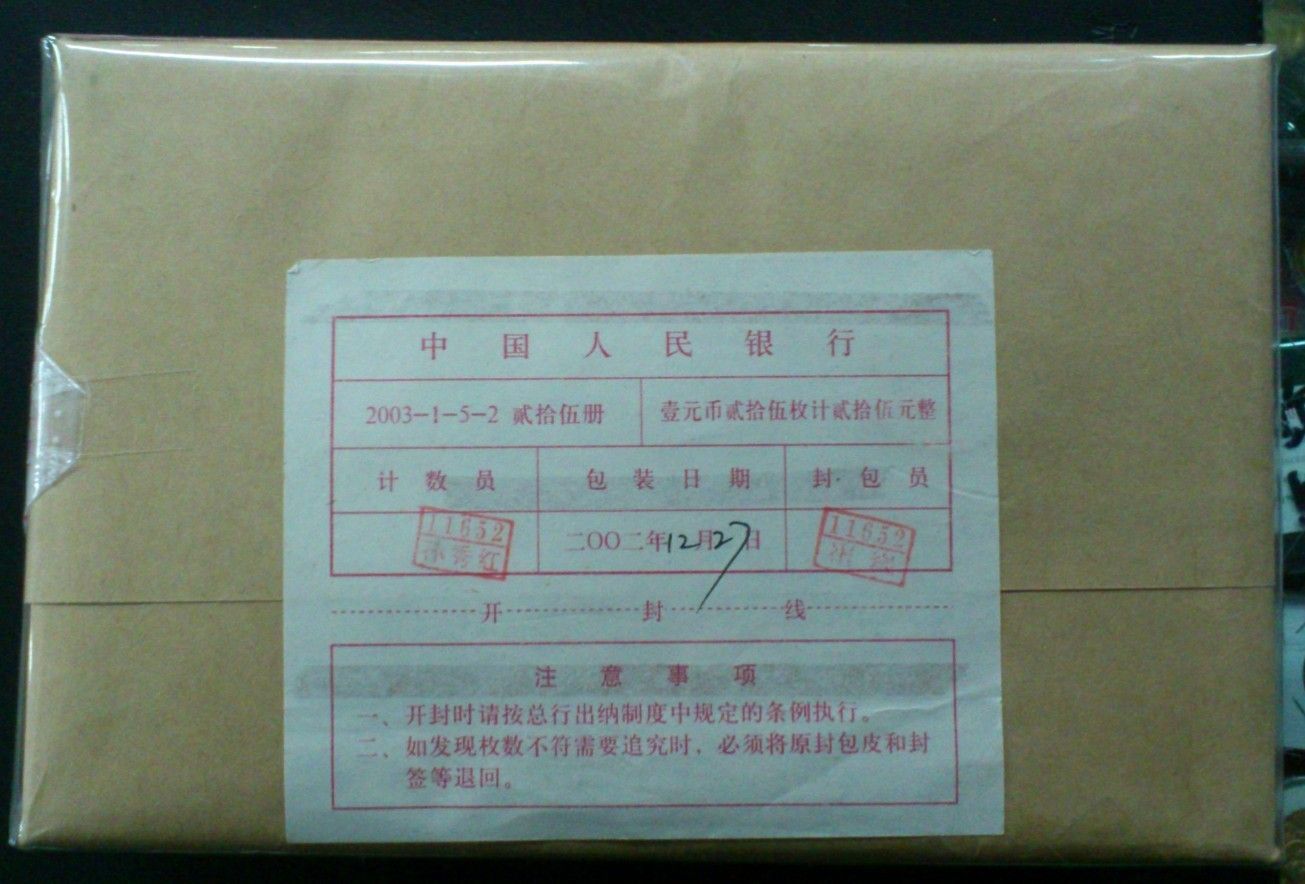 中国人民银行
2003-1-5-2 贰拾伍册
壹元币贰拾伍枚计贰拾伍元整
计数员
包装日期
封包员
11652
红
二〇〇二年12月27日
11652
开封线
注意事项
一、开封时请按总行出纳制度中规定的条例执行。
二、如发现枚数不符需要追究时，必须将原封包皮和封
签等退回。